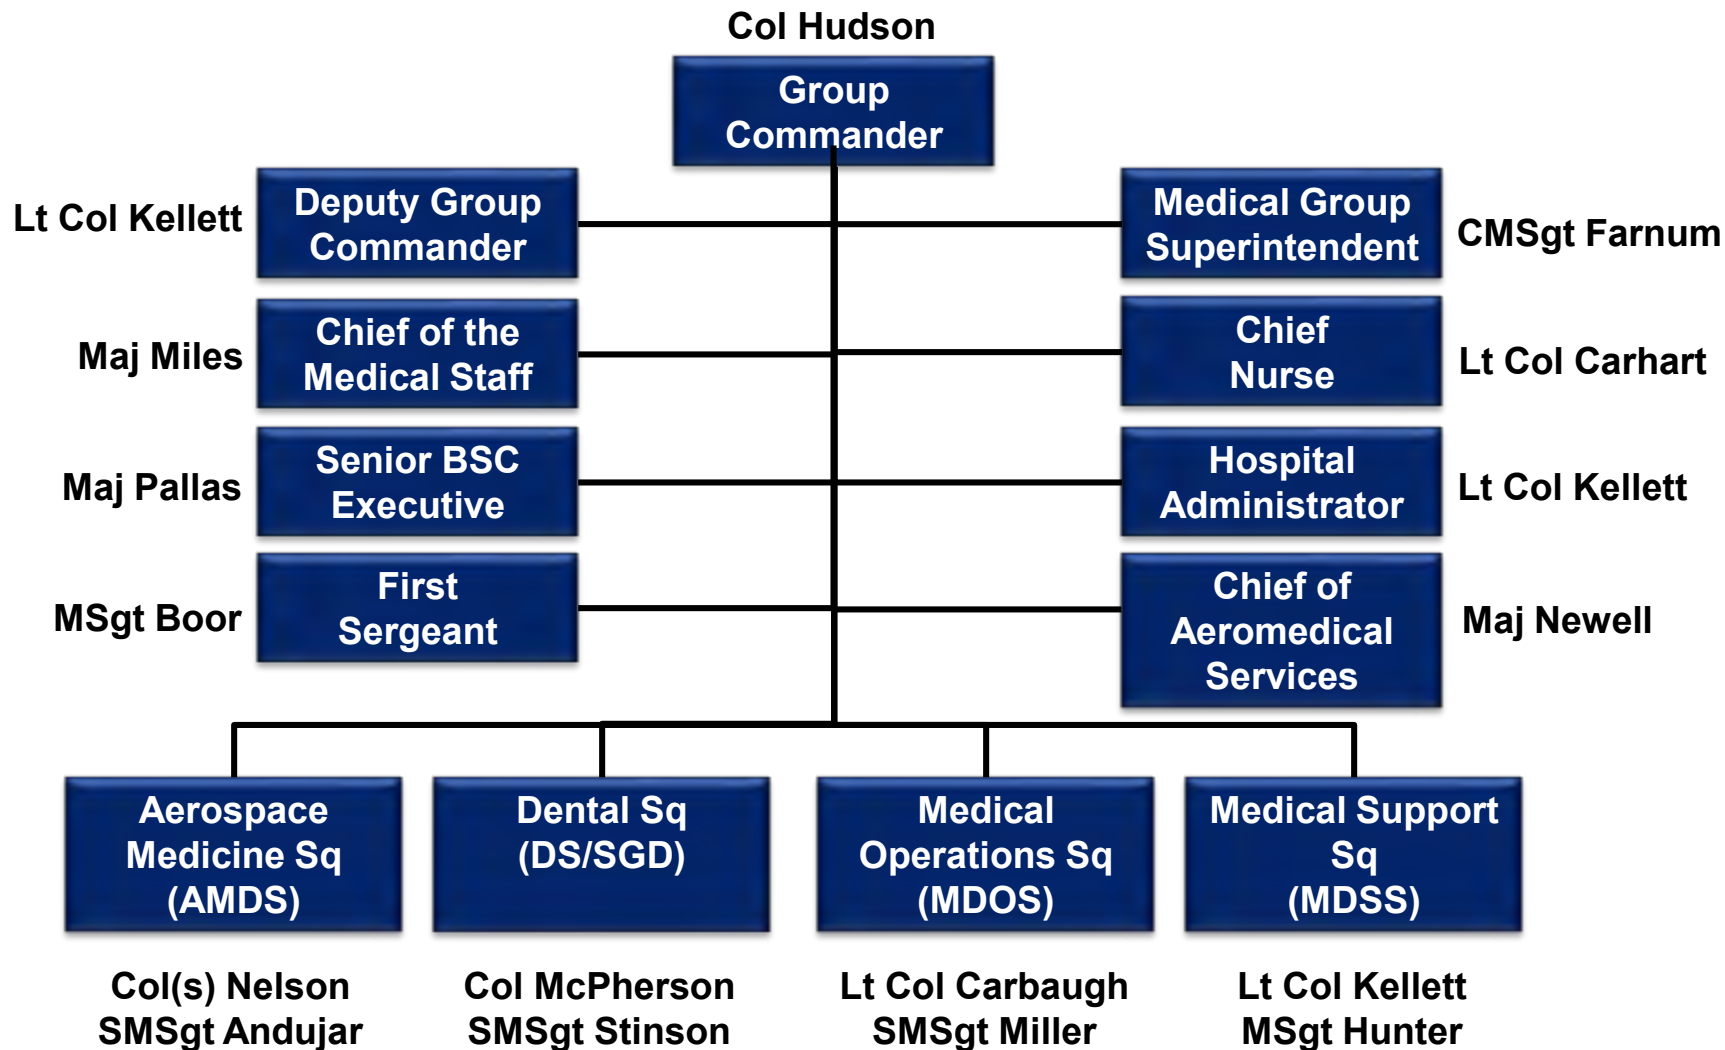 Col Hudson
Group
Commander
Lt Col Kellett
Deputy Group
Commander
Medical Group
Superintendent
CMSgt Farnum
Maj Miles
Chief of the
Medical Staff
Chief
Nurse
Lt Col Carhart
Maj Pallas
Senior BSC
Executive
Hospital
Administrator
Lt Col Kellett
MSgt Boor
First
Sergeant
Chief of
Aeromedical
Services
Maj Newell
Aerospace
Medicine Sq
(AMDS)
Dental Sq
(DS/SGD)
Medical
Operations Sq
(MDOS)
Medical Support
Sq
(MDSS)
Col(s) Nelson
SMSgt Andujar
Col McPherson
SMSgt Stinson
Lt Col Carbaugh
SMSgt Miller
Lt Col Kellett
MSgt Hunter